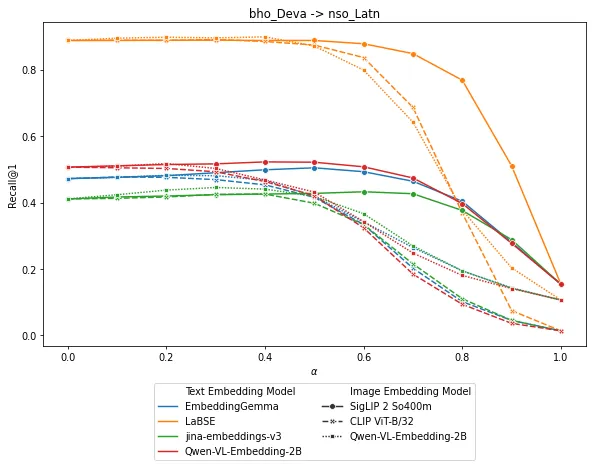 bho_Deva -> nso_Latn
Recall@1
0.8
0.6
0.4
0.2
0.0
0.0 0.2 0.4 0.6 0.8 1.0
α
Text Embedding Model
EmbeddingGemma
LaBSE
jina-embeddings-v3
Qwen-VL-Embedding-2B
Image Embedding Model
SigLIP 2 So400m
CLIP ViT-B/32
Qwen-VL-Embedding-2B